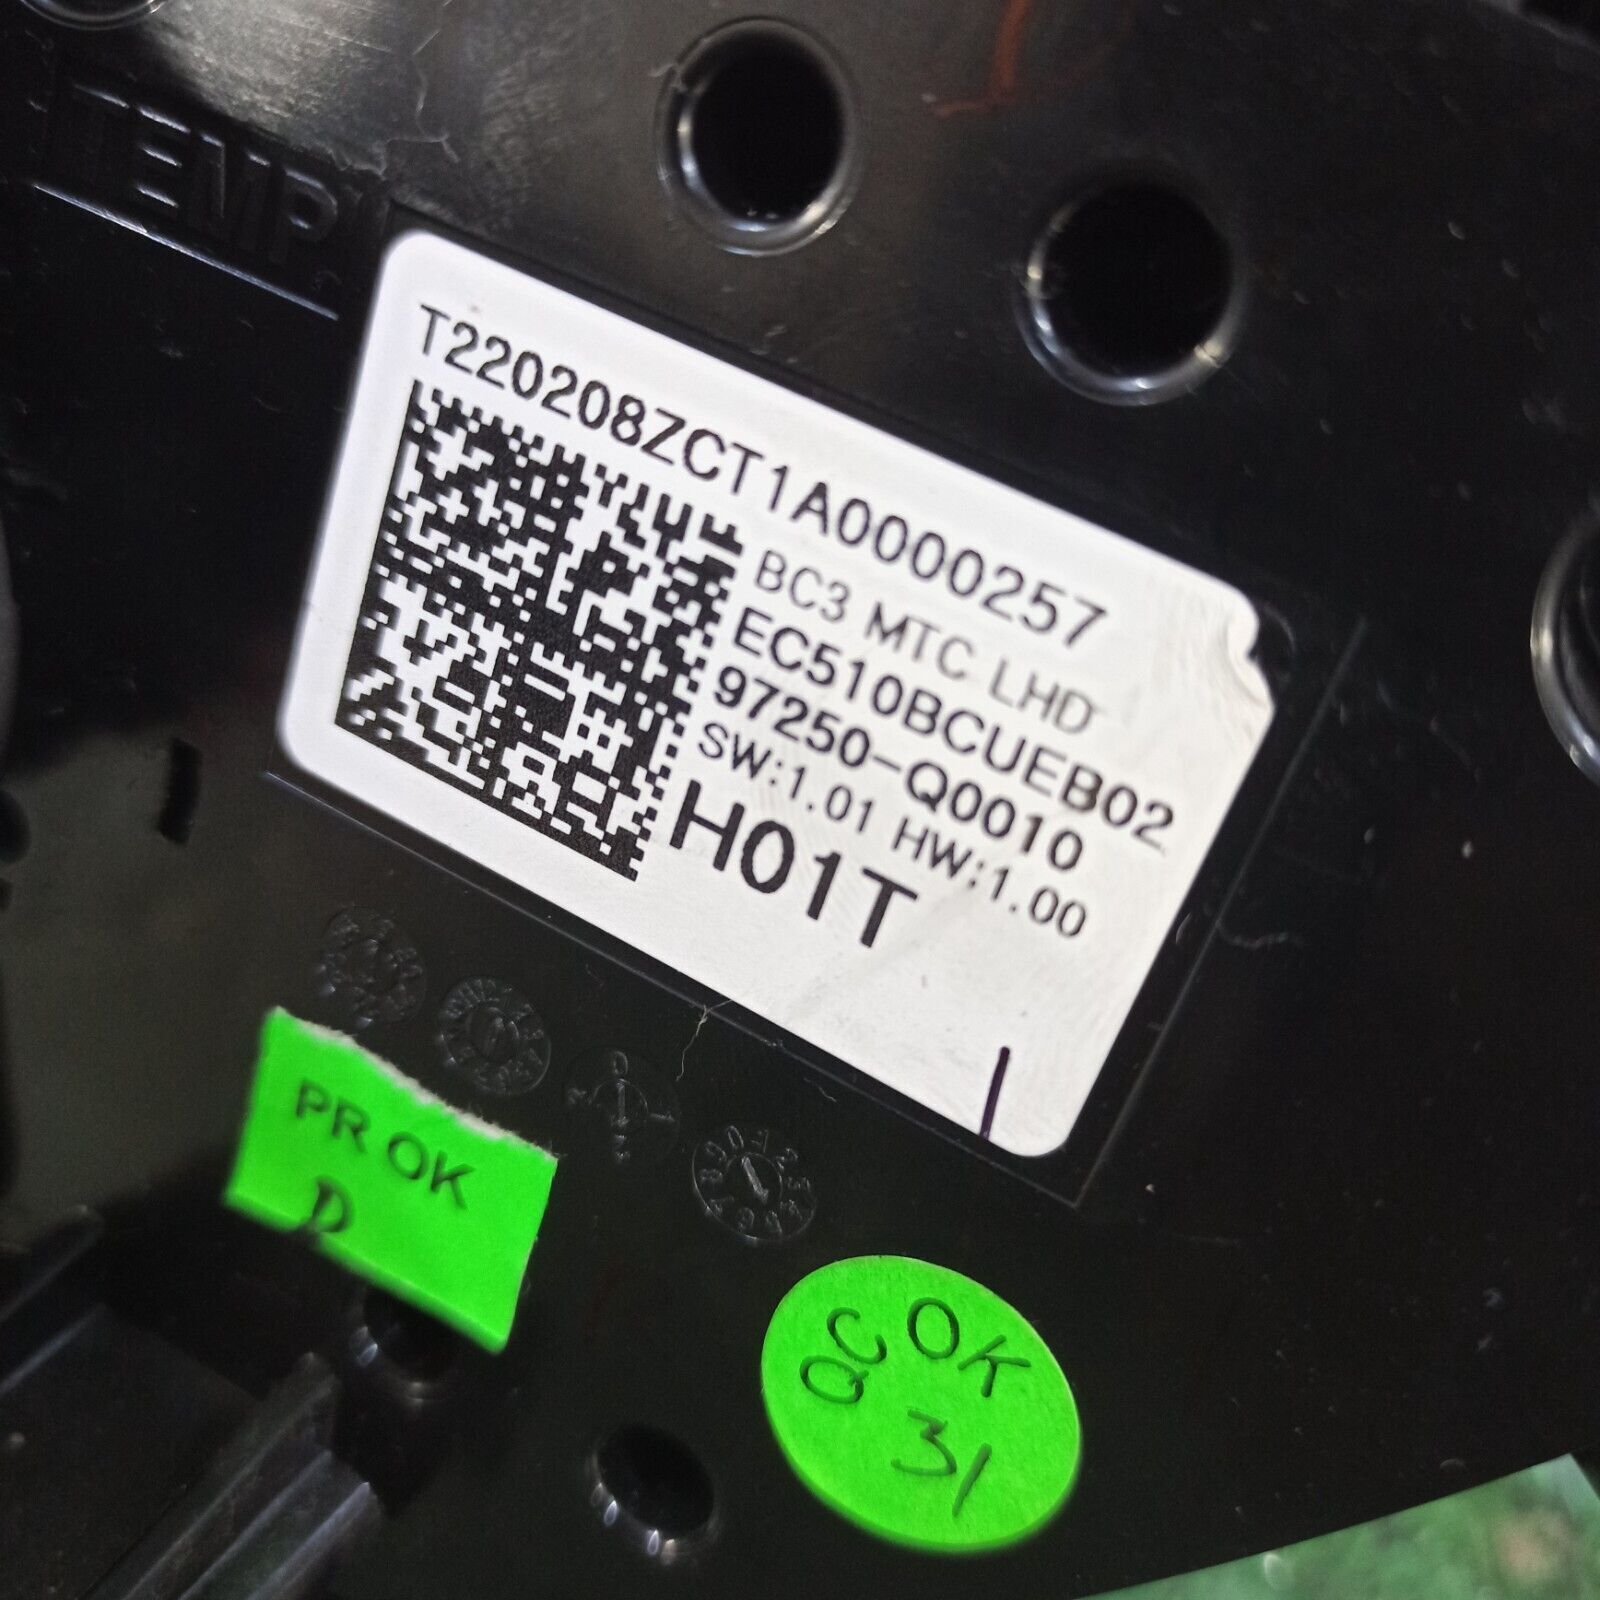 TEMP
T220208ZCT1A0000257
BC3 MTC LHD
EC510BCUEB02
97250-Q0010
SW:1.01 HW:1.00
H01T
PR OK
D
QC OK
31